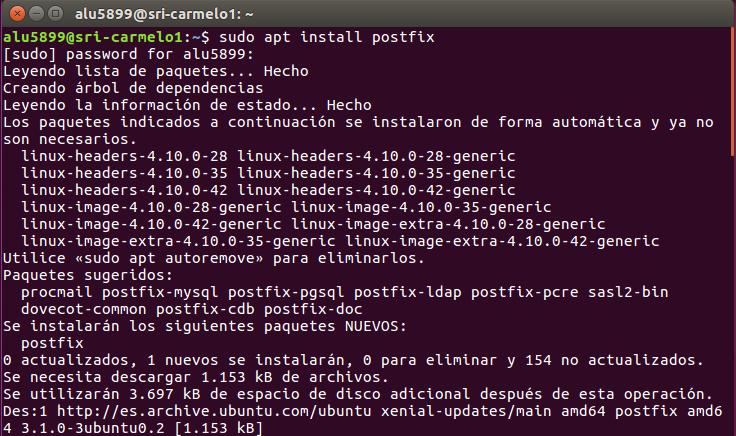 alu5899@sri-carmelo1: ~
alu5899@sri-carmelo1:~$ sudo apt install postfix
[sudo] password for alu5899:
Leyendo lista de paquetes... Hecho
Creando árbol de dependencias
Leyendo la información de estado... Hecho
Los paquetes indicados a continuación se instalaron de forma automática y ya no
son necesarios.
  linux-headers-4.10.0-28 linux-headers-4.10.0-28-generic
  linux-headers-4.10.0-35 linux-headers-4.10.0-35-generic
  linux-headers-4.10.0-42 linux-headers-4.10.0-42-generic
  linux-image-4.10.0-28-generic linux-image-4.10.0-35-generic
  linux-image-4.10.0-42-generic linux-image-extra-4.10.0-28-generic
  linux-image-extra-4.10.0-35-generic linux-image-extra-4.10.0-42-generic
Utilice «sudo apt autoremove» para eliminarlos.
Paquetes sugeridos:
  procmail postfix-mysql postfix-pgsql postfix-ldap postfix-pcre sasl2-bin
  dovecot-common postfix-cdb postfix-doc
Se instalarán los siguientes paquetes NUEVOS:
  postfix
0 actualizados, 1 nuevos se instalarán, 0 para eliminar y 154 no actualizados.
Se necesita descargar 1.153 kB de archivos.
Se utilizarán 3.697 kB de espacio de disco adicional después de esta operación.
Des:1 http://es.archive.ubuntu.com/ubuntu xenial-updates/main amd64 postfix amd6
4 3.1.0-3ubuntu0.2 [1.153 kB]